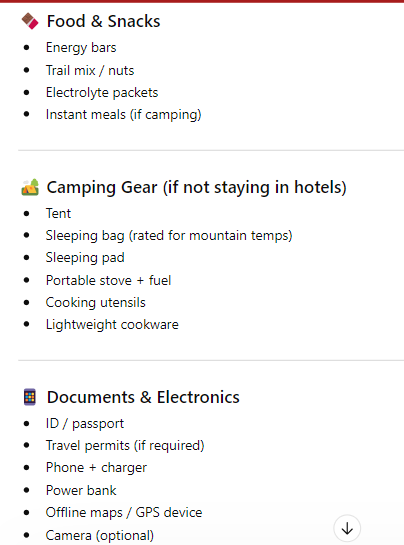 Food & Snacks
Energy bars
Trail mix / nuts
Electrolyte packets
Instant meals (if camping)
Camping Gear (if not staying in hotels)
Tent
Sleeping bag (rated for mountain temps)
Sleeping pad
Portable stove + fuel
Cooking utensils
Lightweight cookware
Documents & Electronics
ID / passport
Travel permits (if required)
Phone + charger
Power bank
Offline maps / GPS device
Camera (optional)